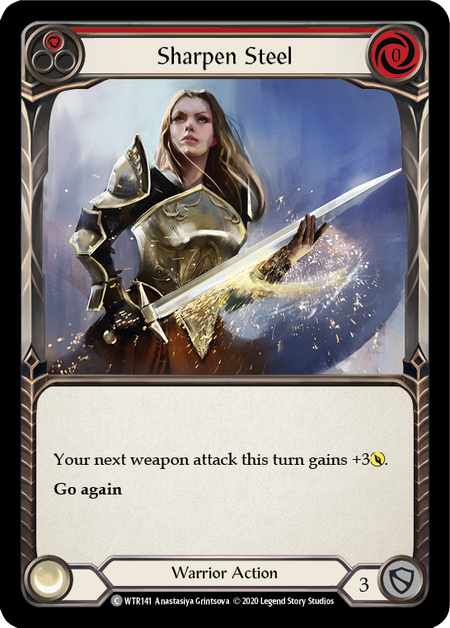 Sharpen Steel
0
Your next weapon attack this turn gains +3.
Go again
Warrior Action
3
C WTR141 Anastasiya Grintsova © 2020 Legend Story Studios